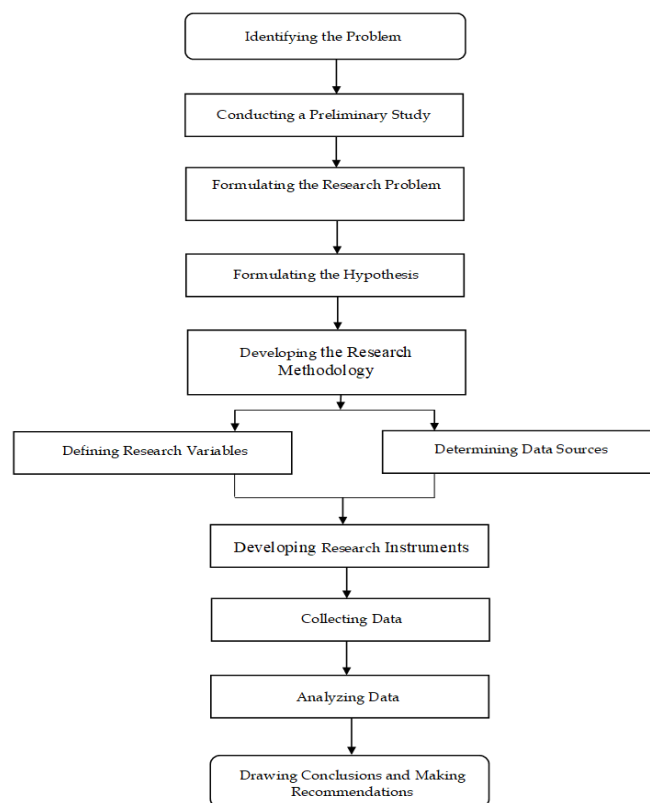 Identifying the Problem
Conducting a Preliminary Study
Formulating the Research Problem
Formulating the Hypothesis
Developing the Research
Methodology
Defining Research Variables
Determining Data Sources
Developing Research Instruments
Collecting Data
Analyzing Data
Drawing Conclusions and Making
Recommendations